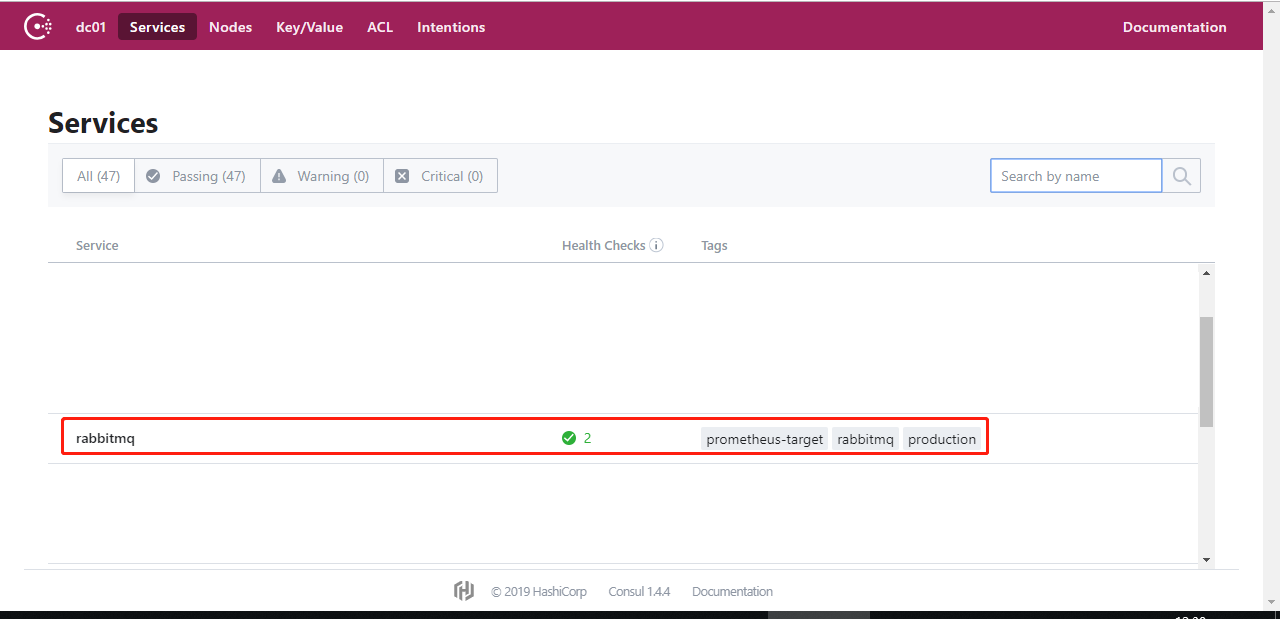 dc01 Services Nodes Key/Value ACL Intentions Documentation
Services
All (47) Passing (47) Warning (0) Critical (0) Search by name
Service Health Checks Tags
rabbitmq 2 prometheus-target rabbitmq production
© 2019 HashiCorp Consul 1.4.4 Documentation